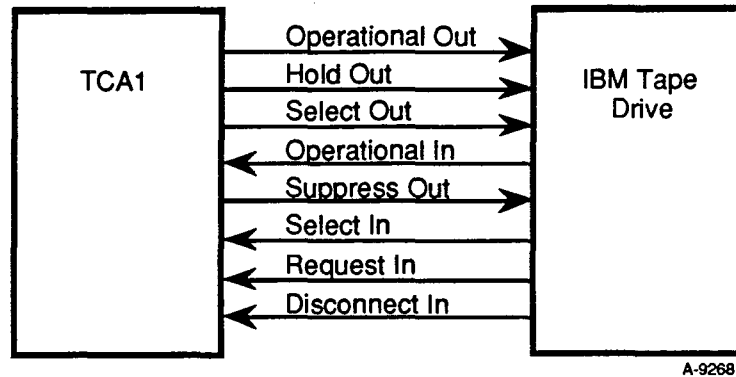 TCA1
Operational Out
Hold Out
Select Out
Operational In
Suppress Out
Select In
Request In
Disconnect In
IBM Tape
Drive
A-9268